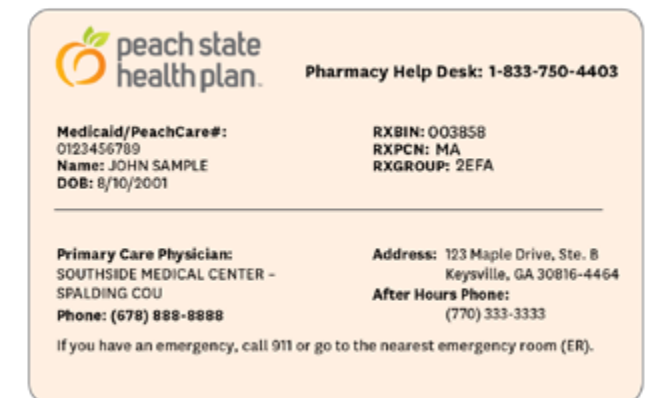 peach state
health plan.
Pharmacy Help Desk: 1-833-750-4403
Medicaid/PeachCare#:
0123456789
Name: JOHN SAMPLE
DOB: 8/10/2001
RXBIN: 003858
RXPCN: MA
RXGROUP: 2EFA
Primary Care Physician:
SOUTHSIDE MEDICAL CENTER –
SPALDING COU
Phone: (678) 888-8888
Address: 123 Maple Drive, Ste. B
Keysville, GA 30816-4464
After Hours Phone:
(770) 333-3333
If you have an emergency, call 911 or go to the nearest emergency room (ER).